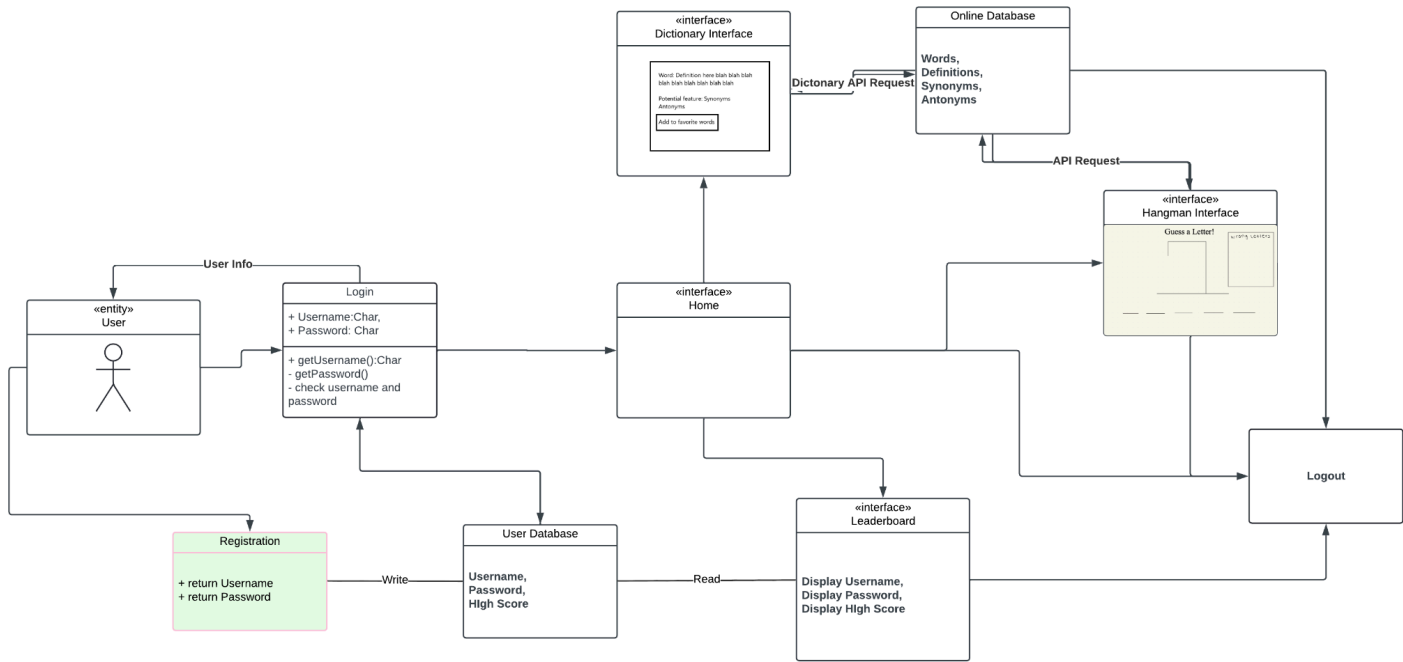 «interface»
Dictionary Interface
Word: Definition here blah blah blah
blah blah blah blah blah blah
Potential feature: Synonyms
Antonyms
Add to favorite words
Dictonary API Request
Online Database
Words,
Definitions,
Synonyms,
Antonyms
API Request
«interface»
Hangman Interface
Guess a Letter!
wrong Letters
User Info
«entity»
User
Login
+ Username:Char,
+ Password: Char
+ getUsername():Char
- getPassword()
- check username and
password
«interface»
Home
Logout
Registration
+ return Username
+ return Password
Write
User Database
Username,
Password,
HIgh Score
Read
«interface»
Leaderboard
Display Username,
Display Password,
Display HIgh Score